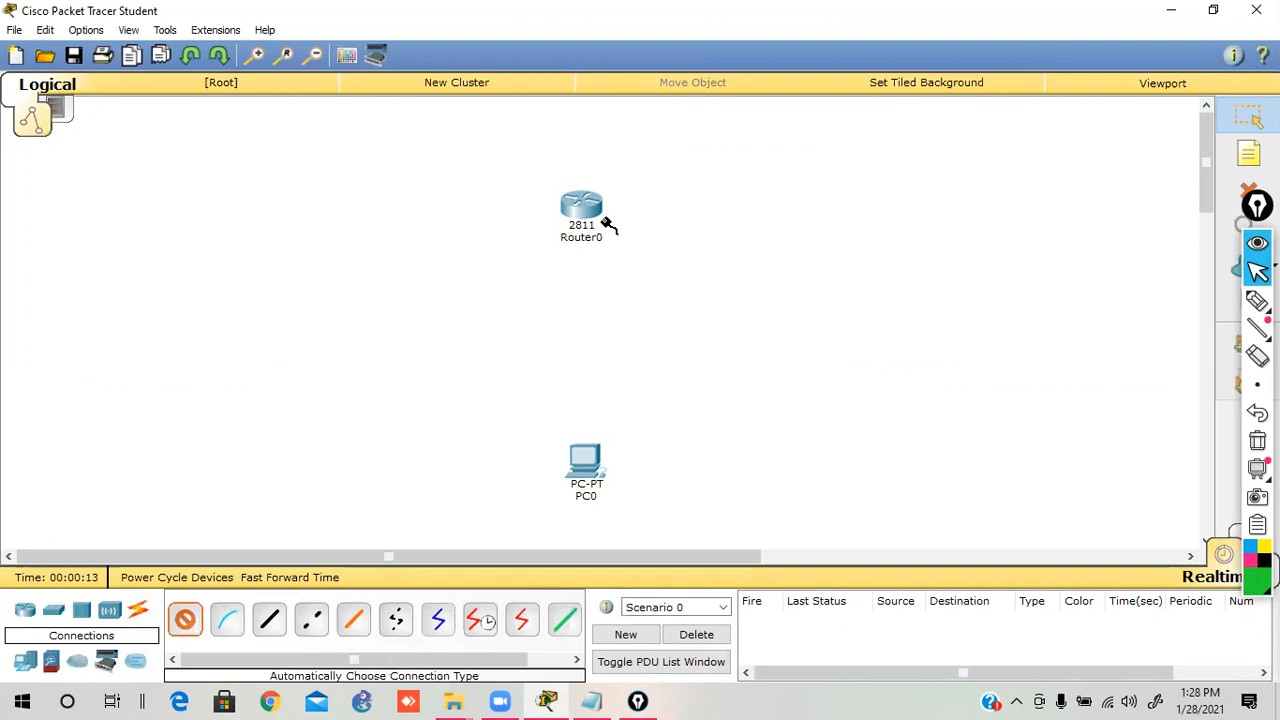 Cisco Packet Tracer Student
File Edit Options View Tools Extensions Help
Logical [Root] New Cluster Move Object Set Tiled Background Viewport
2811
Router0
PC-PT
PC0
Time: 00:00:13 Power Cycle Devices Fast Forward Time Realtim
Scenario 0
Fire Last Status Source Destination Type Color Time(sec) Periodic Num
Connections
New Delete
Toggle PDU List Window
Automatically Choose Connection Type
1:28 PM
1/28/2021